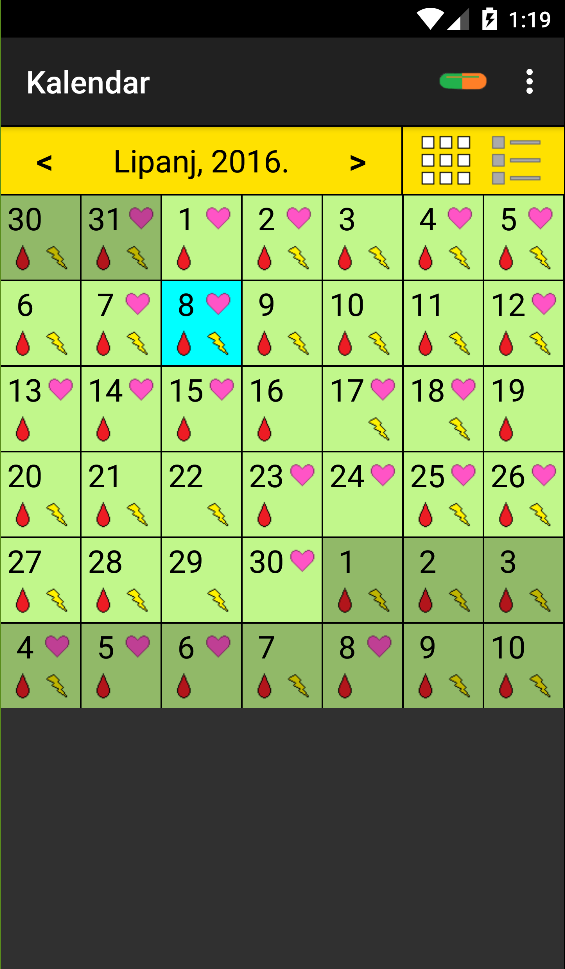 1:19
Kalendar
< Lipanj, 2016. >
30 31 1 2 3 4 5
6 7 8 9 10 11 12
13 14 15 16 17 18 19
20 21 22 23 24 25 26
27 28 29 30 1 2 3
4 5 6 7 8 9 10